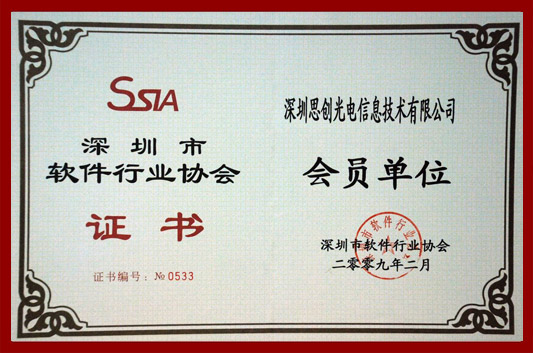 SSIA
深圳市
软件行业协会
证书
证书编号：№0533
深圳思创光电信息技术有限公司
会员单位
深圳市软件行业协会
二零零九年二月